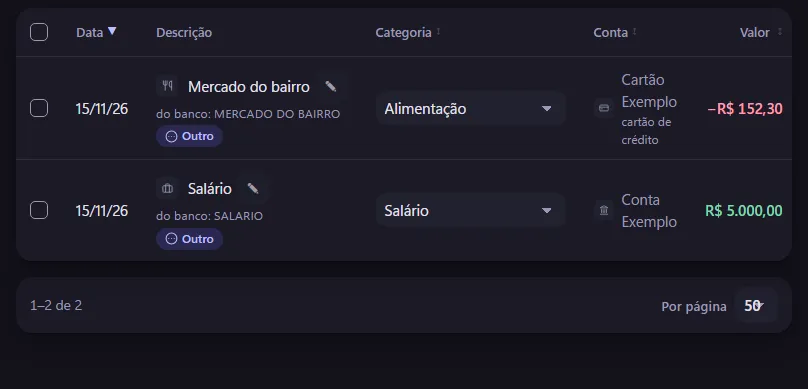 Data ▼ Descrição Categoria ↕ Conta ↕ Valor ↕
Mercado do bairro
do banco: MERCADO DO BAIRRO
Outro
15/11/26
Alimentação
Cartão
Exemplo
cartão de
crédito
−R$ 152,30
Salário
do banco: SALARIO
Outro
15/11/26
Salário
Conta
Exemplo
R$ 5.000,00
1–2 de 2
Por página 50